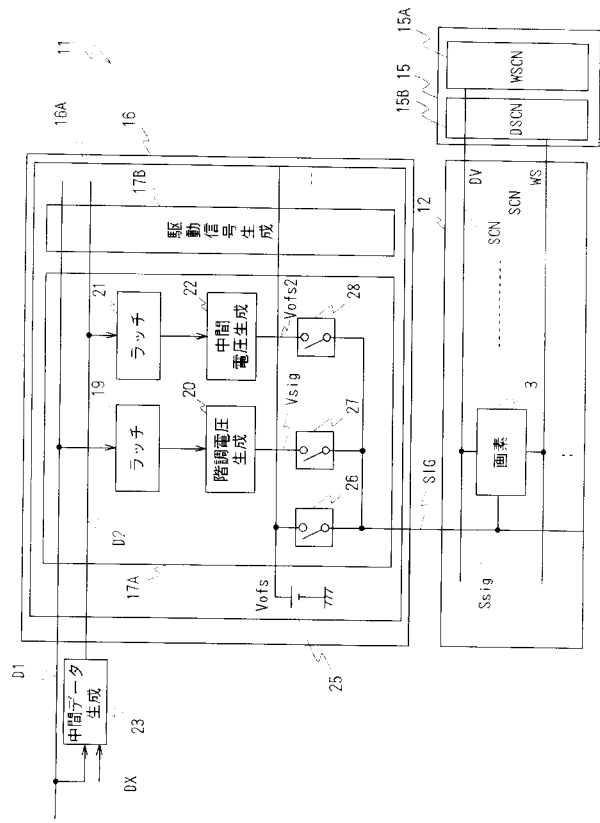 11
D1
中間データ
生成
23
DX
16A
16
17B
駆動信号生成
21
ラッチ
22
中間
電圧生成
Vofs2
28
19
ラッチ
20
階調電圧
生成
Vsig
27
26
D2
17A
Vofs
25
SIG
15A
15
15B
WSCN
DSCN
12
DV
SCN
SCN
WS
3
画素
Ssig